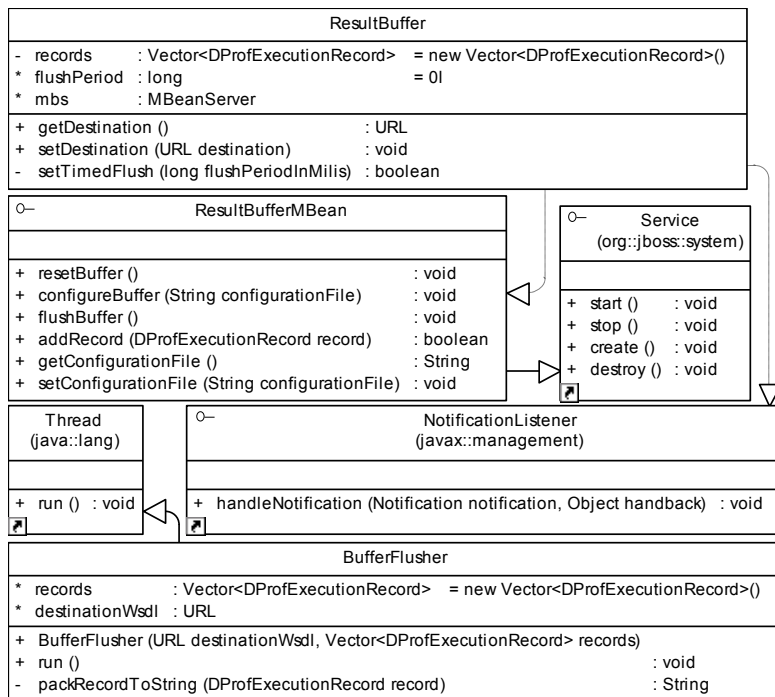 ResultBuffer
- records : Vector<DProfExecutionRecord> = new Vector<DProfExecutionRecord>()
* flushPeriod : long = 0l
* mbs : MBeanServer
+ getDestination () : URL
+ setDestination (URL destination) : void
- setTimedFlush (long flushPeriodInMilis) : boolean
ResultBufferMBean
+ resetBuffer () : void
+ configureBuffer (String configurationFile) : void
+ flushBuffer () : void
+ addRecord (DProfExecutionRecord record) : boolean
+ getConfigurationFile () : String
+ setConfigurationFile (String configurationFile) : void
Service
(org::jboss::system)
+ start () : void
+ stop () : void
+ create () : void
+ destroy () : void
Thread
(java::lang)
+ run () : void
NotificationListener
(javax::management)
+ handleNotification (Notification notification, Object handback) : void
BufferFlusher
* records : Vector<DProfExecutionRecord> = new Vector<DProfExecutionRecord>()
* destinationWsdl : URL
+ BufferFlusher (URL destinationWsdl, Vector<DProfExecutionRecord> records)
+ run () : void
- packRecordToString (DProfExecutionRecord record) : String